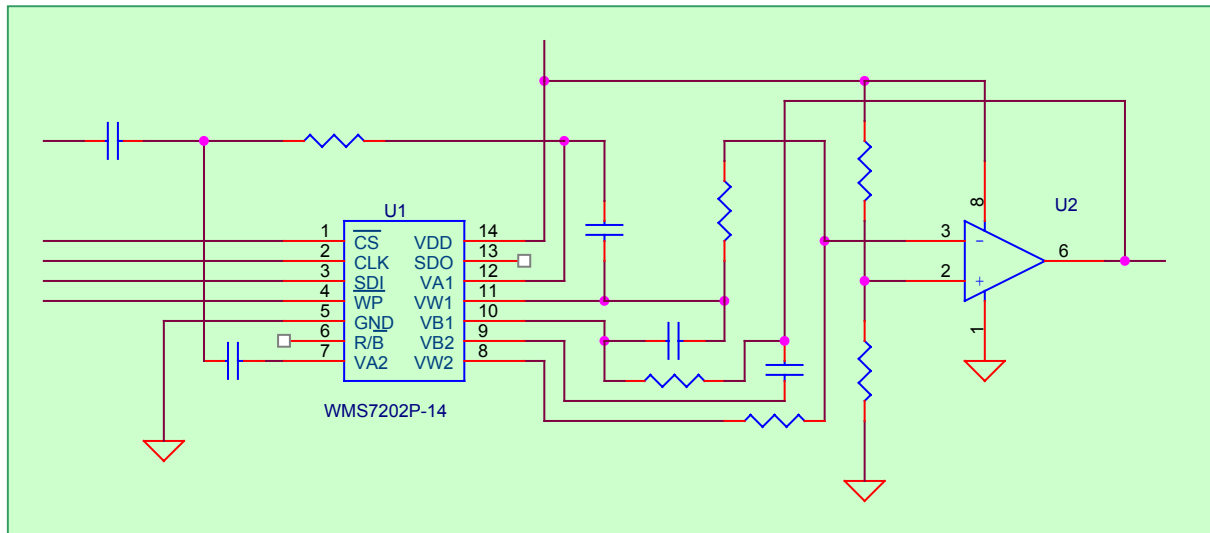 U1
1 CS VDD 14
2 CLK SDO 13
3 SDI VA1 12
4 WP VW1 11
5 GND VB1 10
6 R/B VB2 9
7 VA2 VW2 8
WMS7202P-14
U2
8
3 −
2 +
6
1